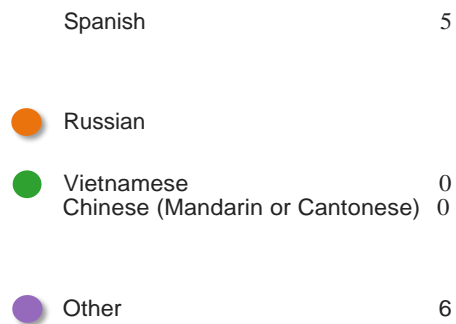 Spanish 5
Russian
Vietnamese 0
Chinese (Mandarin or Cantonese) 0
Other 6